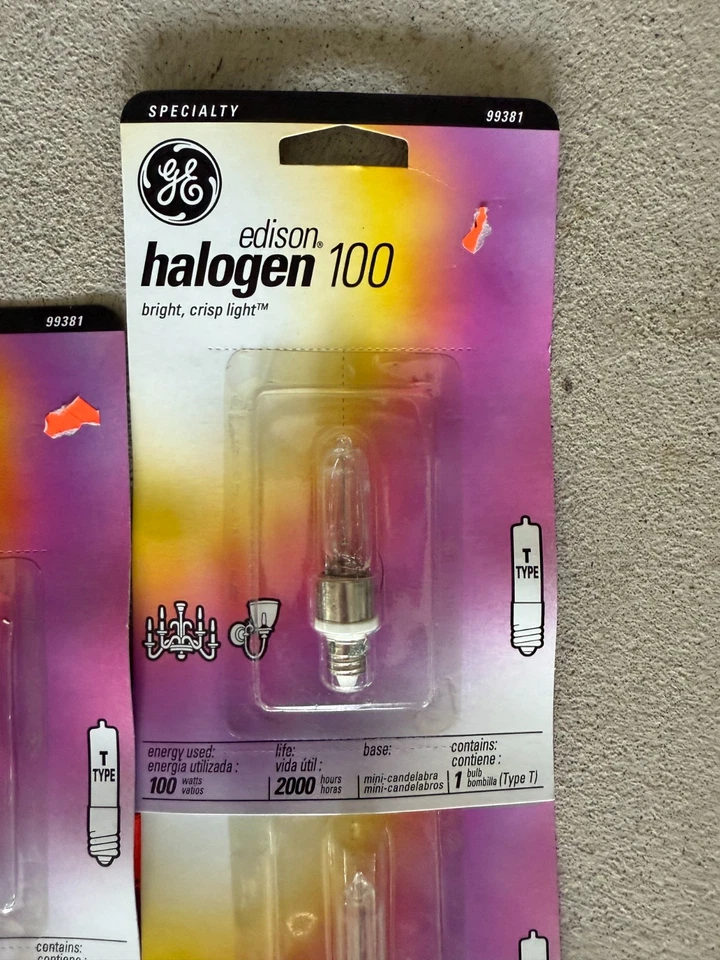 SPECIALTY 99381
GE
edison®
halogen 100
bright, crisp light™
T
TYPE
energy used:
energía utilizada :
100 watts
vatios
life:
vida útil :
2000 hours
horas
base:
mini-candelabra
mini-candelabros
contains:
contiene :
1 bulb
bombilla (Type T)
99381
T
TYPE
contains:
contiene :